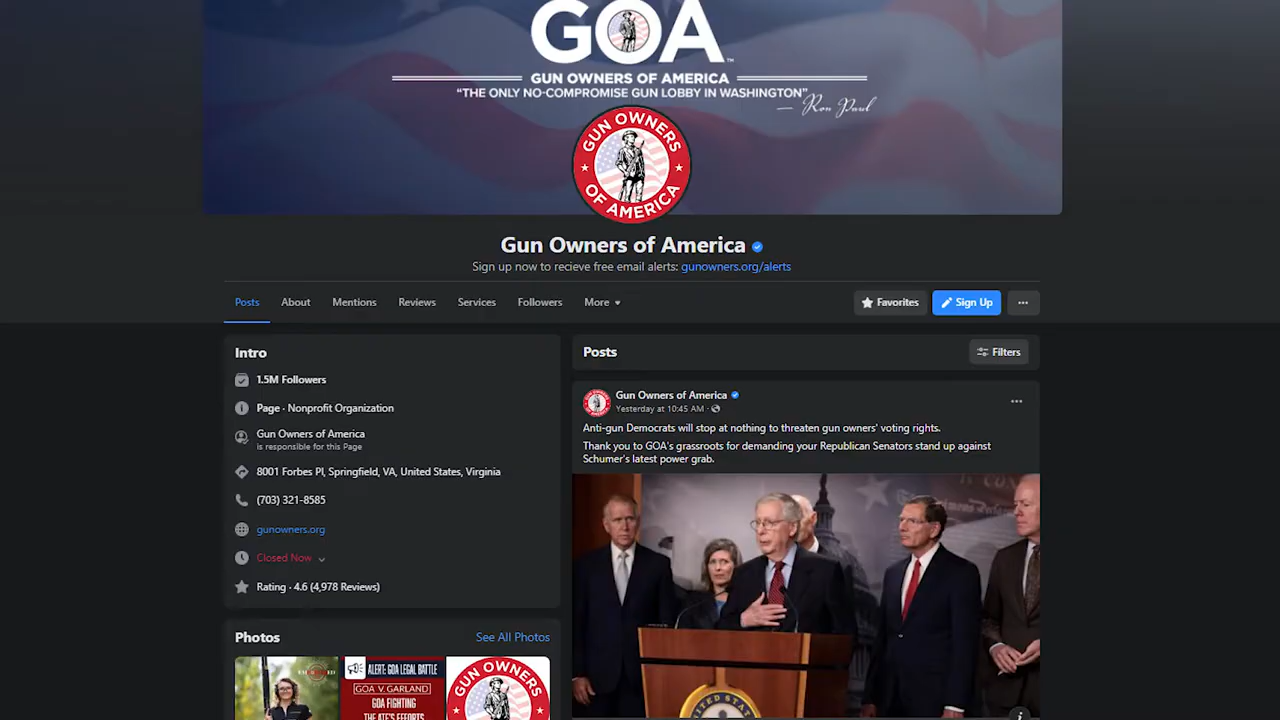 GOA
GUN OWNERS OF AMERICA
“THE ONLY NO-COMPROMISE GUN LOBBY IN WASHINGTON”
— Ron Paul
GUN OWNERS
OF AMERICA
Gun Owners of America
Sign up now to recieve free email alerts: gunowners.org/alerts
Posts About Mentions Reviews Services Followers More
Favorites Sign Up
Intro
1.5M Followers
Page · Nonprofit Organization
Gun Owners of America
is responsible for this Page
8001 Forbes Pl, Springfield, VA, United States, Virginia
(703) 321-8585
gunowners.org
Closed Now
Rating · 4.6 (4,978 Reviews)
Photos See All Photos
ALERT: GOA LEGAL BATTLE
GOA V. GARLAND
GOA FIGHTING
THE ATE'S EFFORTS
GUN OWNERS
Posts
Filters
Gun Owners of America
Yesterday at 10:45 AM ·
Anti-gun Democrats will stop at nothing to threaten gun owners' voting rights.
Thank you to GOA's grassroots for demanding your Republican Senators stand up against
Schumer's latest power grab.